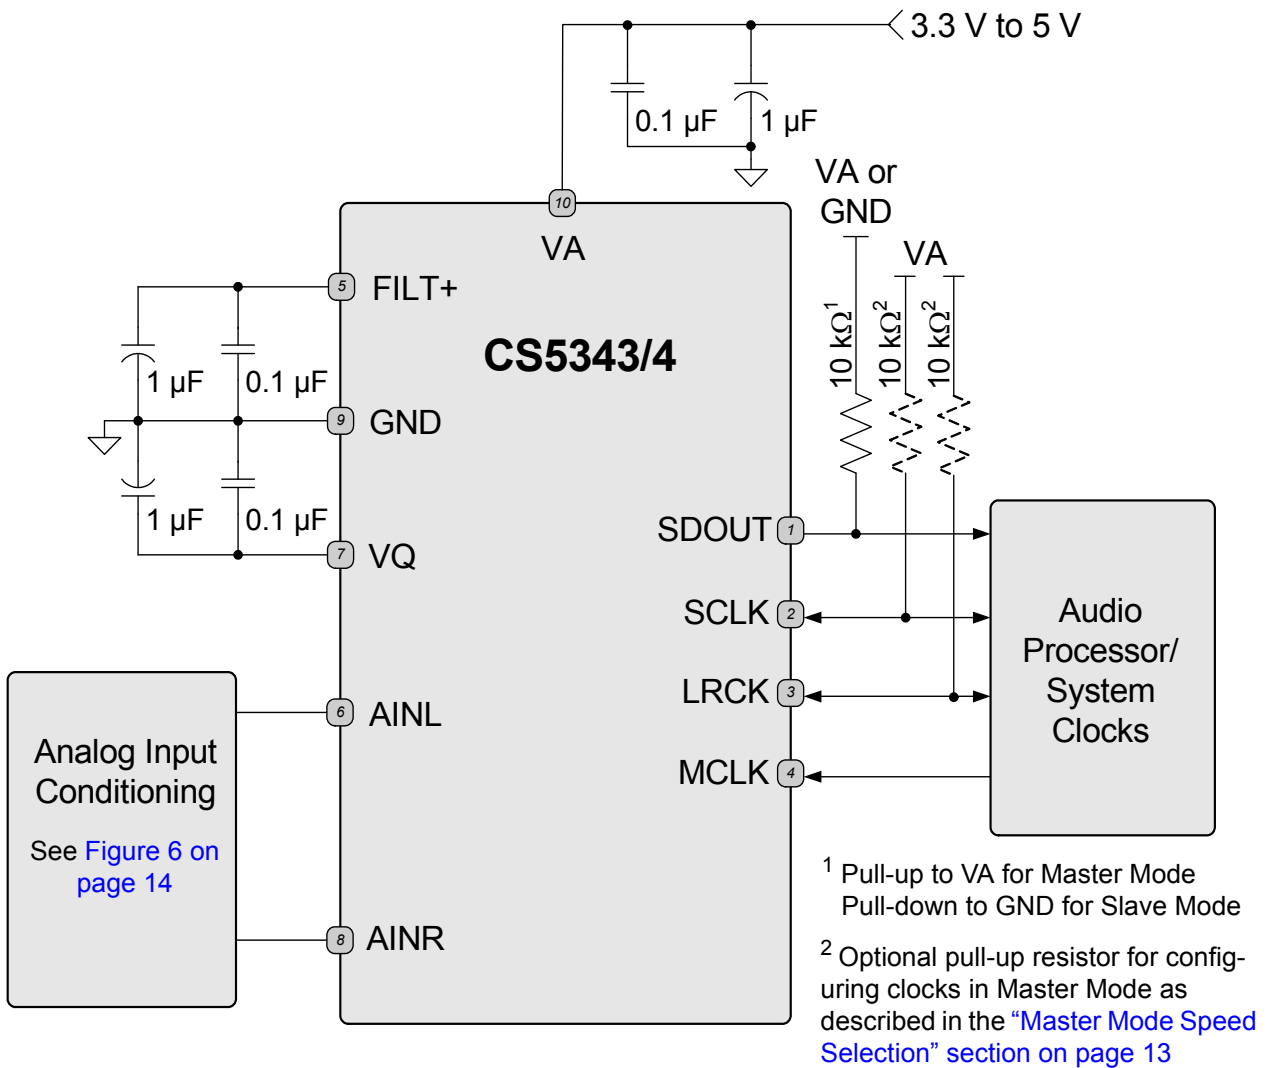 3.3 V to 5 V
0.1 µF
1 µF
VA or
GND
VA
10
VA
5
FILT+
CS5343/4
10 kΩ1
10 kΩ2
10 kΩ2
1 µF
0.1 µF
9
GND
1 µF
0.1 µF
7
VQ
SDOUT
1
SCLK
2
LRCK
3
MCLK
4
Audio
Processor/
System
Clocks
Analog Input
Conditioning
See Figure 6 on
page 14
6
AINL
8
AINR
1 Pull-up to VA for Master Mode
Pull-down to GND for Slave Mode
2 Optional pull-up resistor for config-
uring clocks in Master Mode as
described in the “Master Mode Speed
Selection” section on page 13